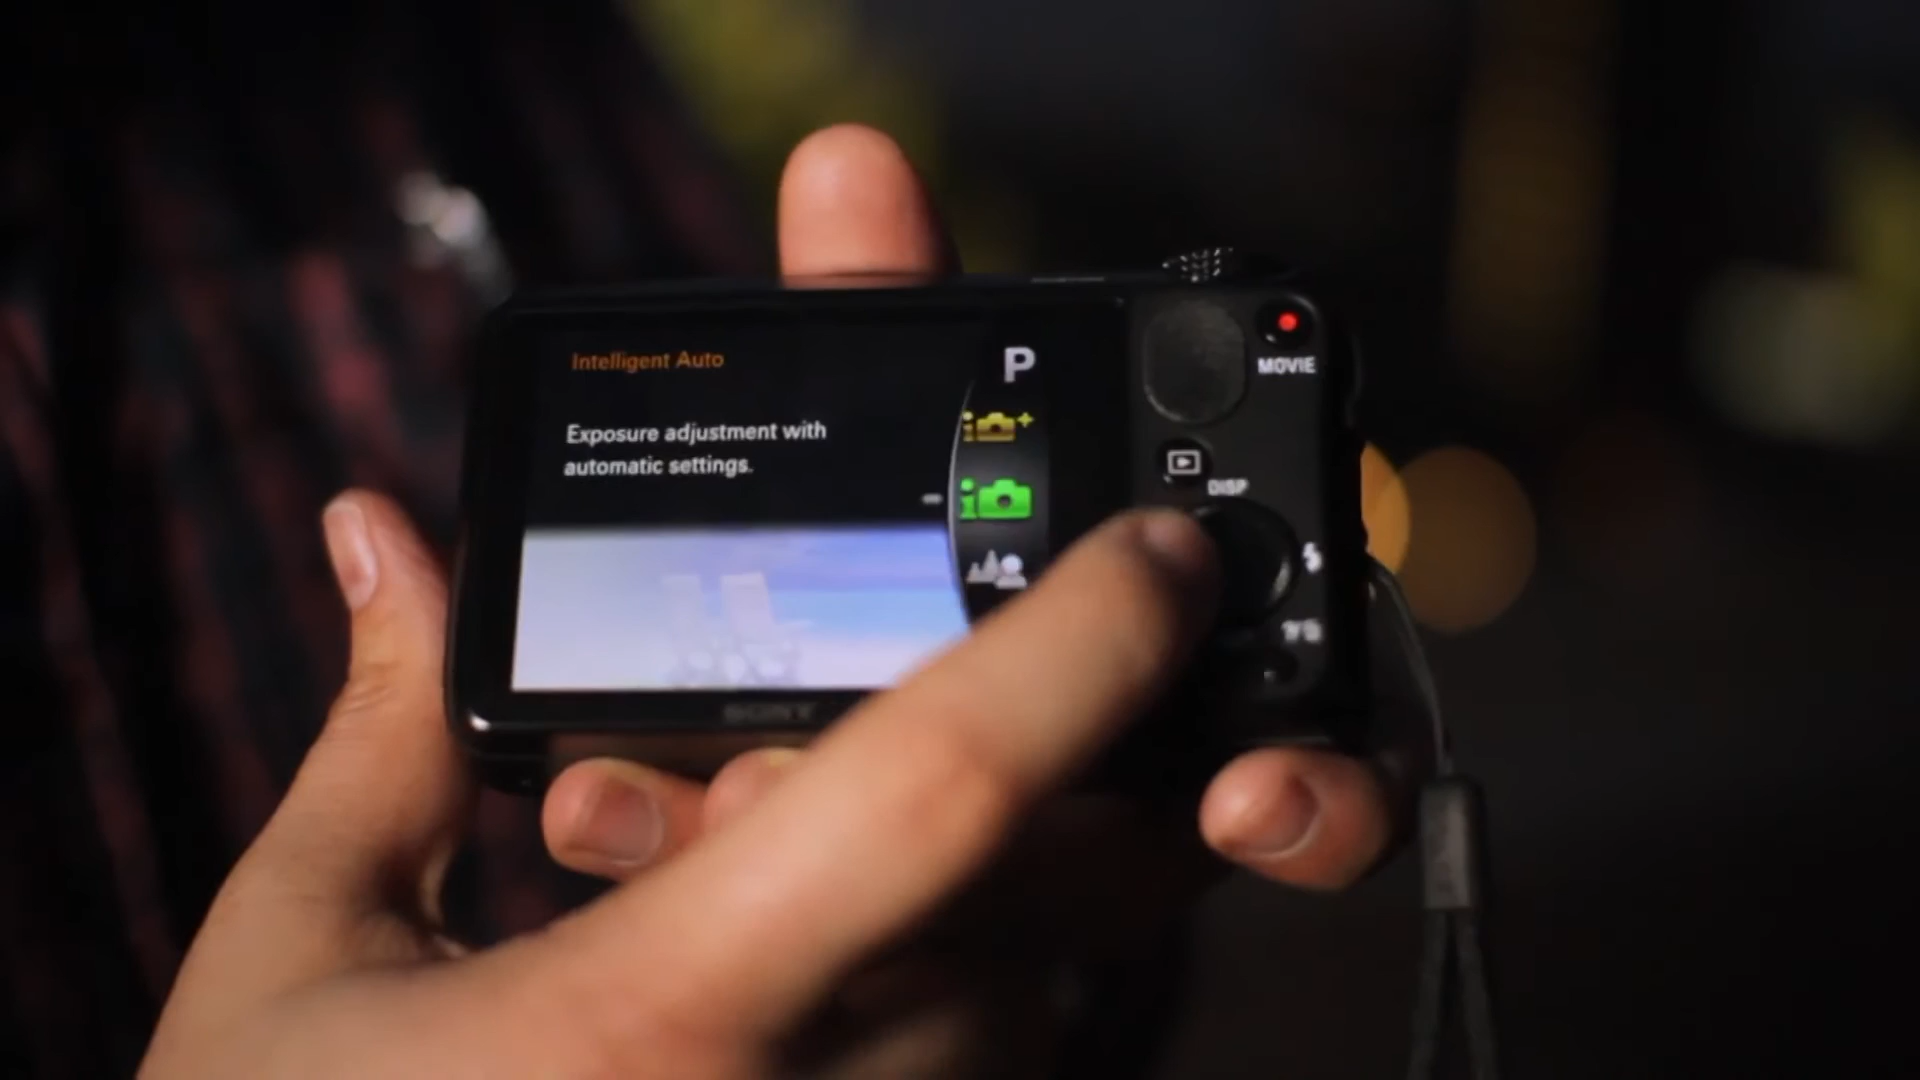 Intelligent Auto
P
Exposure adjustment with
automatic settings.
MOVIE
DISP
SONY